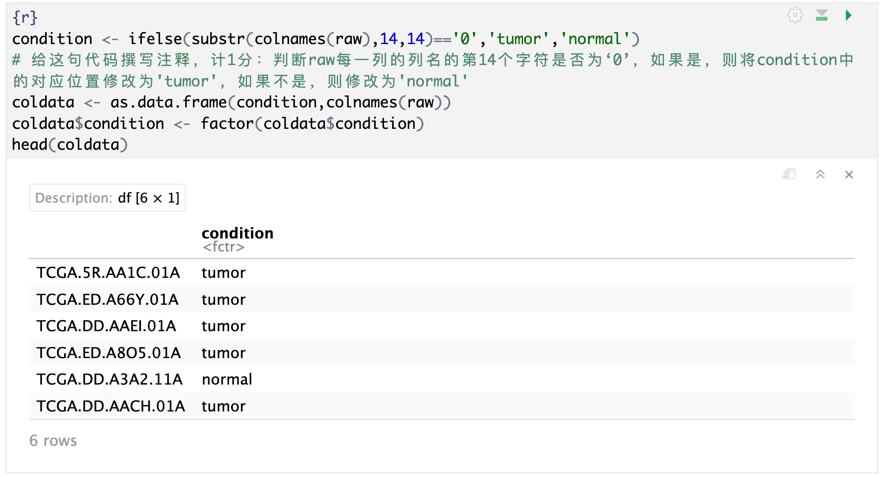 {r}
condition <- ifelse(substr(colnames(raw),14,14)=='0','tumor','normal')
# 给这句代码撰写注释，计1分：判断raw每一列的列名的第14个字符是否为‘0’，如果是，则将condition中
的对应位置修改为'tumor'，如果不是，则修改为'normal'
coldata <- as.data.frame(condition,colnames(raw))
coldata$condition <- factor(coldata$condition)
head(coldata)
Description: df [6 × 1]
condition
<fctr>
TCGA.5R.AA1C.01A tumor
TCGA.ED.A66Y.01A tumor
TCGA.DD.AAEI.01A tumor
TCGA.ED.A8O5.01A tumor
TCGA.DD.A3A2.11A normal
TCGA.DD.AACH.01A tumor
6 rows